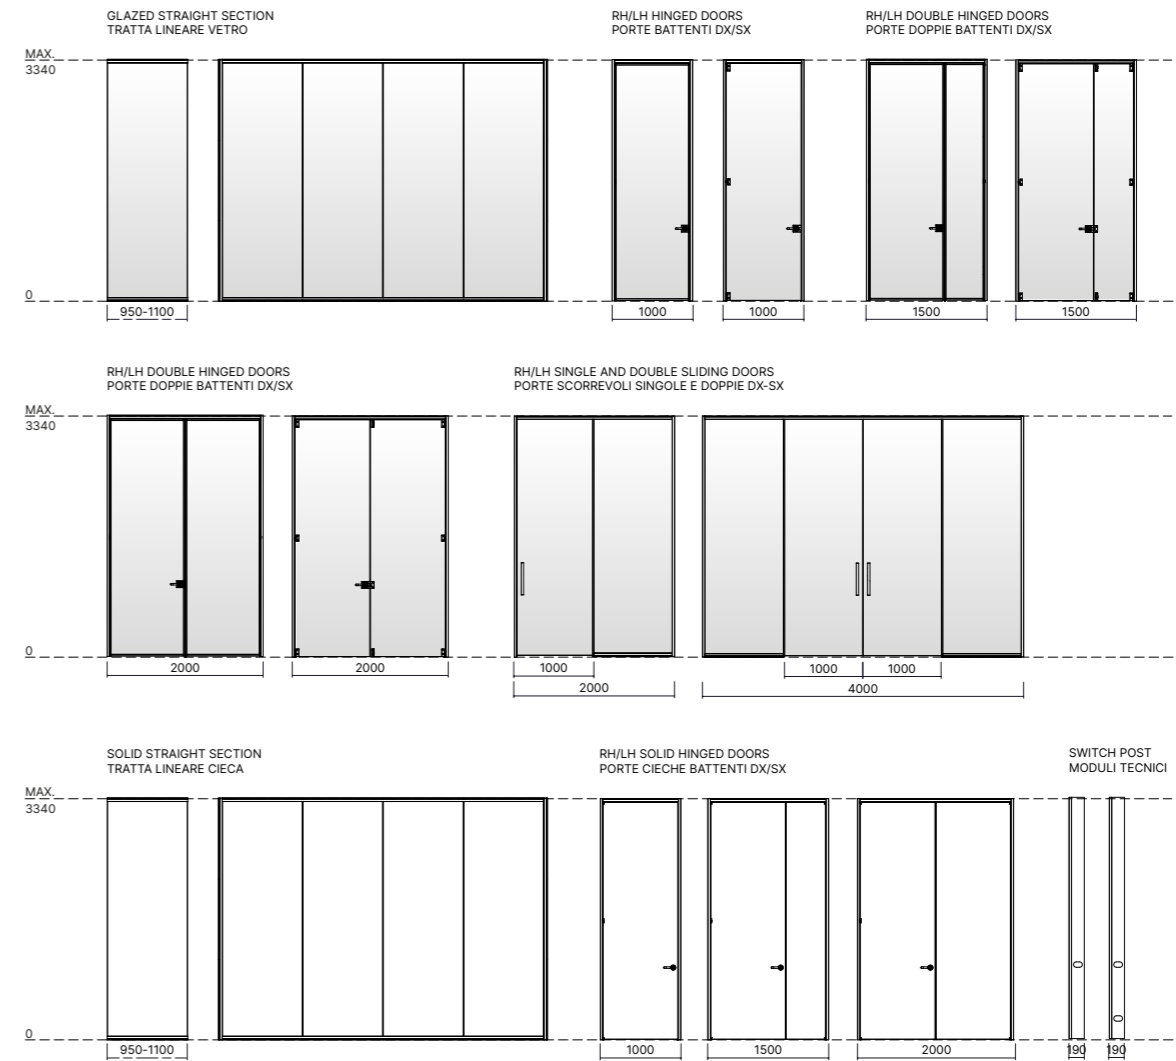 GLAZED STRAIGHT SECTION
TRATTA LINEARE VETRO
RH/LH HINGED DOORS
PORTE BATTENTI DX/SX
RH/LH DOUBLE HINGED DOORS
PORTE DOPPIE BATTENTI DX/SX
MAX.
3340
0
950-1100
1000
1000
1500
1500
RH/LH DOUBLE HINGED DOORS
PORTE DOPPIE BATTENTI DX/SX
RH/LH SINGLE AND DOUBLE SLIDING DOORS
PORTE SCORREVOLI SINGOLE E DOPPIE DX-SX
MAX.
3340
0
2000
2000
1000
2000
1000
1000
4000
SOLID STRAIGHT SECTION
TRATTA LINEARE CIECA
RH/LH SOLID HINGED DOORS
PORTE CIECHE BATTENTI DX/SX
SWITCH POST
MODULI TECNICI
MAX.
3340
0
950-1100
1000
1500
2000
190
190